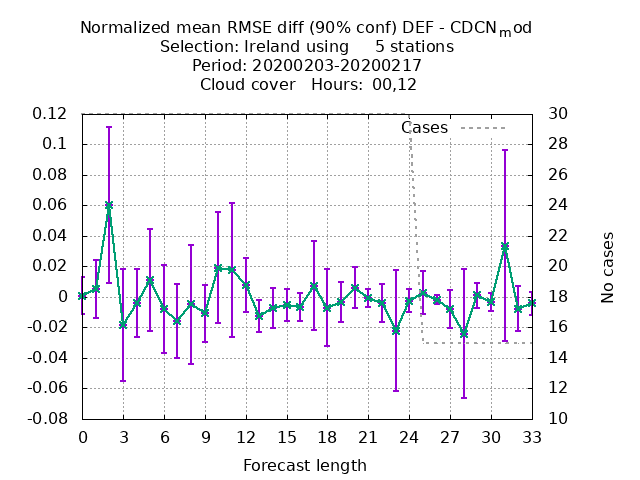 Normalized mean RMSE diff (90% conf) DEF - CDCNmod
Selection: Ireland using 5 stations
Period: 20200203-20200217
Cloud cover Hours: 00,12
Cases
0.12
0.1
0.08
0.06
0.04
0.02
0
-0.02
-0.04
-0.06
-0.08
30
28
26
24
22
20
18
16
14
12
10
No cases
0 3 6 9 12 15 18 21 24 27 30 33
Forecast length